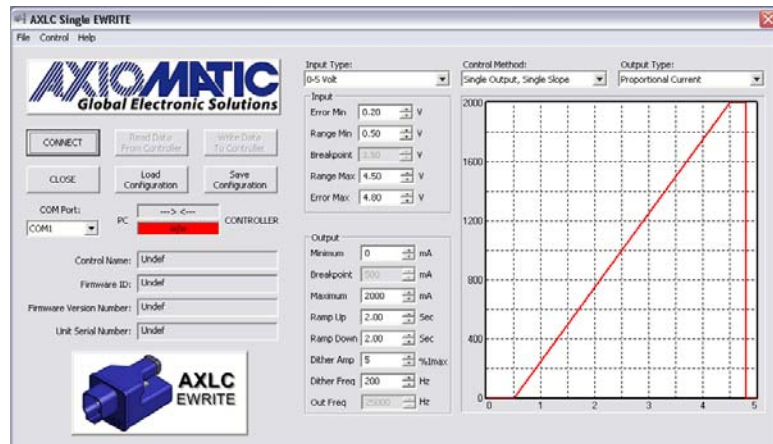 AXLC Single EWRITE
File Control Help
AXIOMATIC
Global Electronic Solutions
CONNECT
Read Data From Controller
Write Data To Controller
CLOSE
Load Configuration
Save Configuration
COM Port:
COM1
PC
---> <---
n/a
CONTROLLER
Control Name: Undef
Firmware ID: Undef
Firmware Version Number: Undef
Unit Serial Number: Undef
AXLC
EWRITE
Input Type:
0-5 Volt
Input
Error Min 0.20 V
Range Min 0.50 V
Breakpoint 2.50 V
Range Max 4.50 V
Error Max 4.80 V
Output
Minimum 0 mA
Breakpoint 500 mA
Maximum 2000 mA
Ramp Up 2.00 Sec
Ramp Down 2.00 Sec
Dither Amp 5 %Imax
Dither Freq 200 Hz
Out Freq 25000 Hz
Control Method:
Single Output, Single Slope
Output Type:
Proportional Current
2000
1600
1200
800
400
0
0 1 2 3 4 5